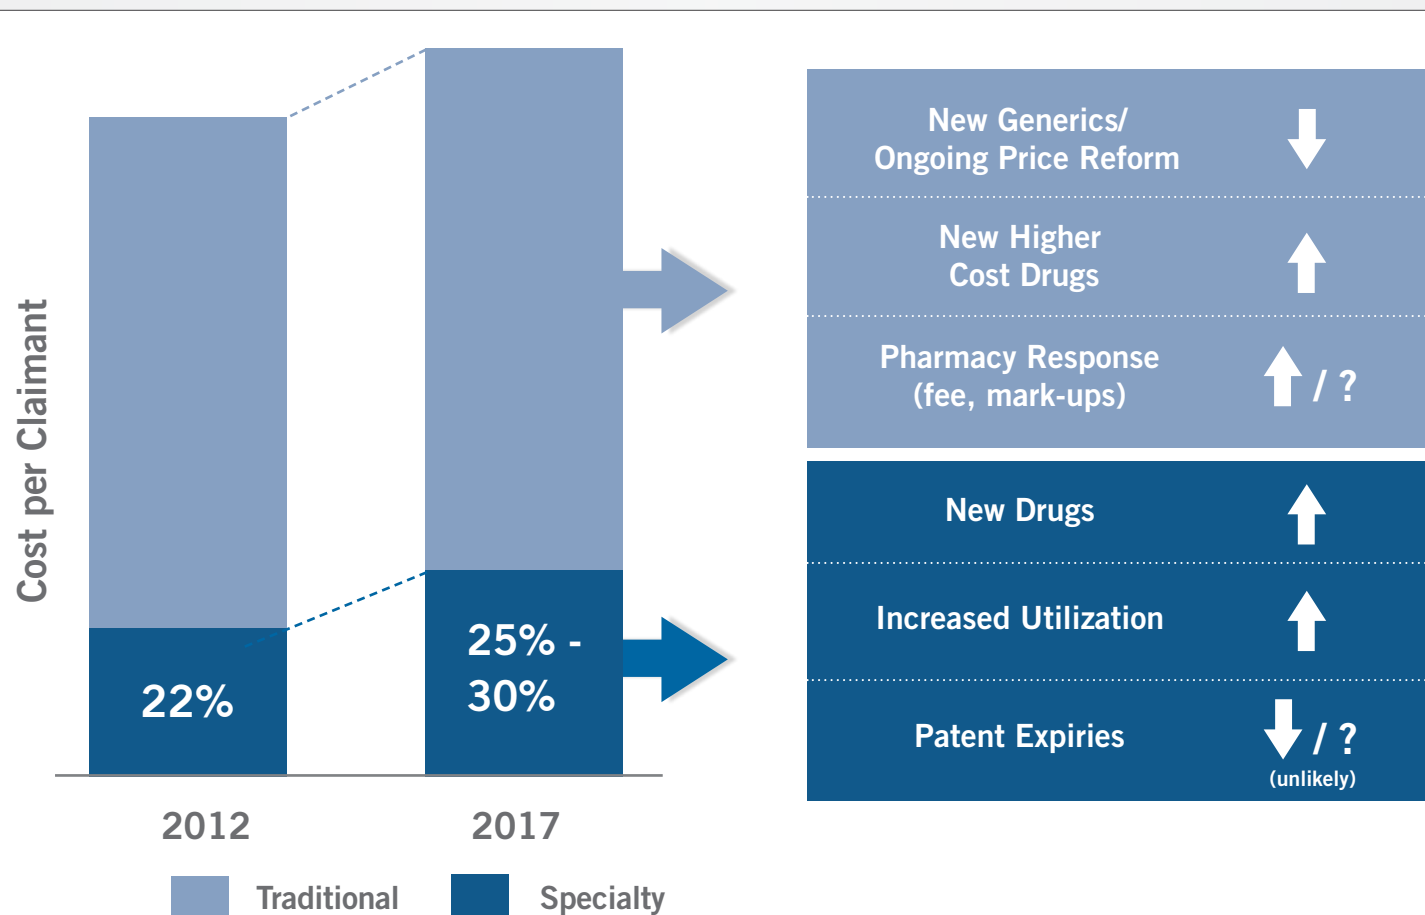 Cost per Claimant
22%
25% -
30%
2012
2017
Traditional
Specialty
New Generics/
Ongoing Price Reform
New Higher
Cost Drugs
Pharmacy Response
(fee, mark-ups)
/ ?
New Drugs
Increased Utilization
Patent Expiries
/ ?
(unlikely)